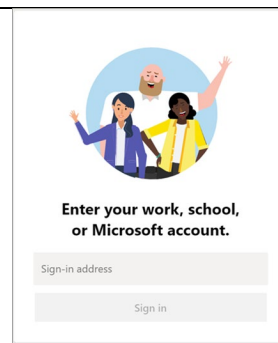 Enter your work, school,
or Microsoft account.
Sign-in address
Sign in